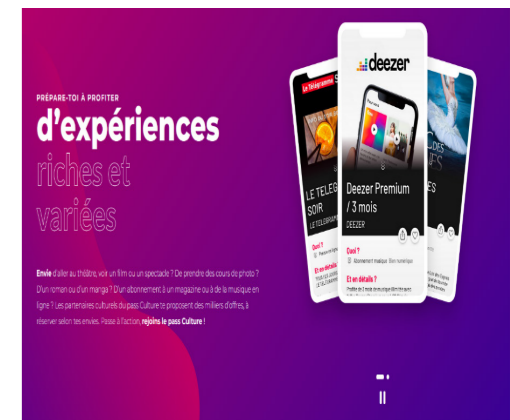 PRÉPARE-TOI À PROFITER
d'expériences
riches et
variées
Envie d'aller au théâtre, voir un film ou un spectacle ? De prendre des cours de photo ?
D'un roman ou d'un manga ? D'un abonnement à un magazine ou à de la musique en
ligne ? Les partenaires culturels du pass Culture te proposent des milliers d'offres, à
réserver selon tes envies. Passe à l'action, rejoins le pass Culture !
Le Télégramme
LE TELEG
SOIR
LE TELEGRAM
deezer
Deezer Premium
/ 3 mois
DEEZER
Quoi ?
Abonnement musique
Et en détails ?
DES
ES